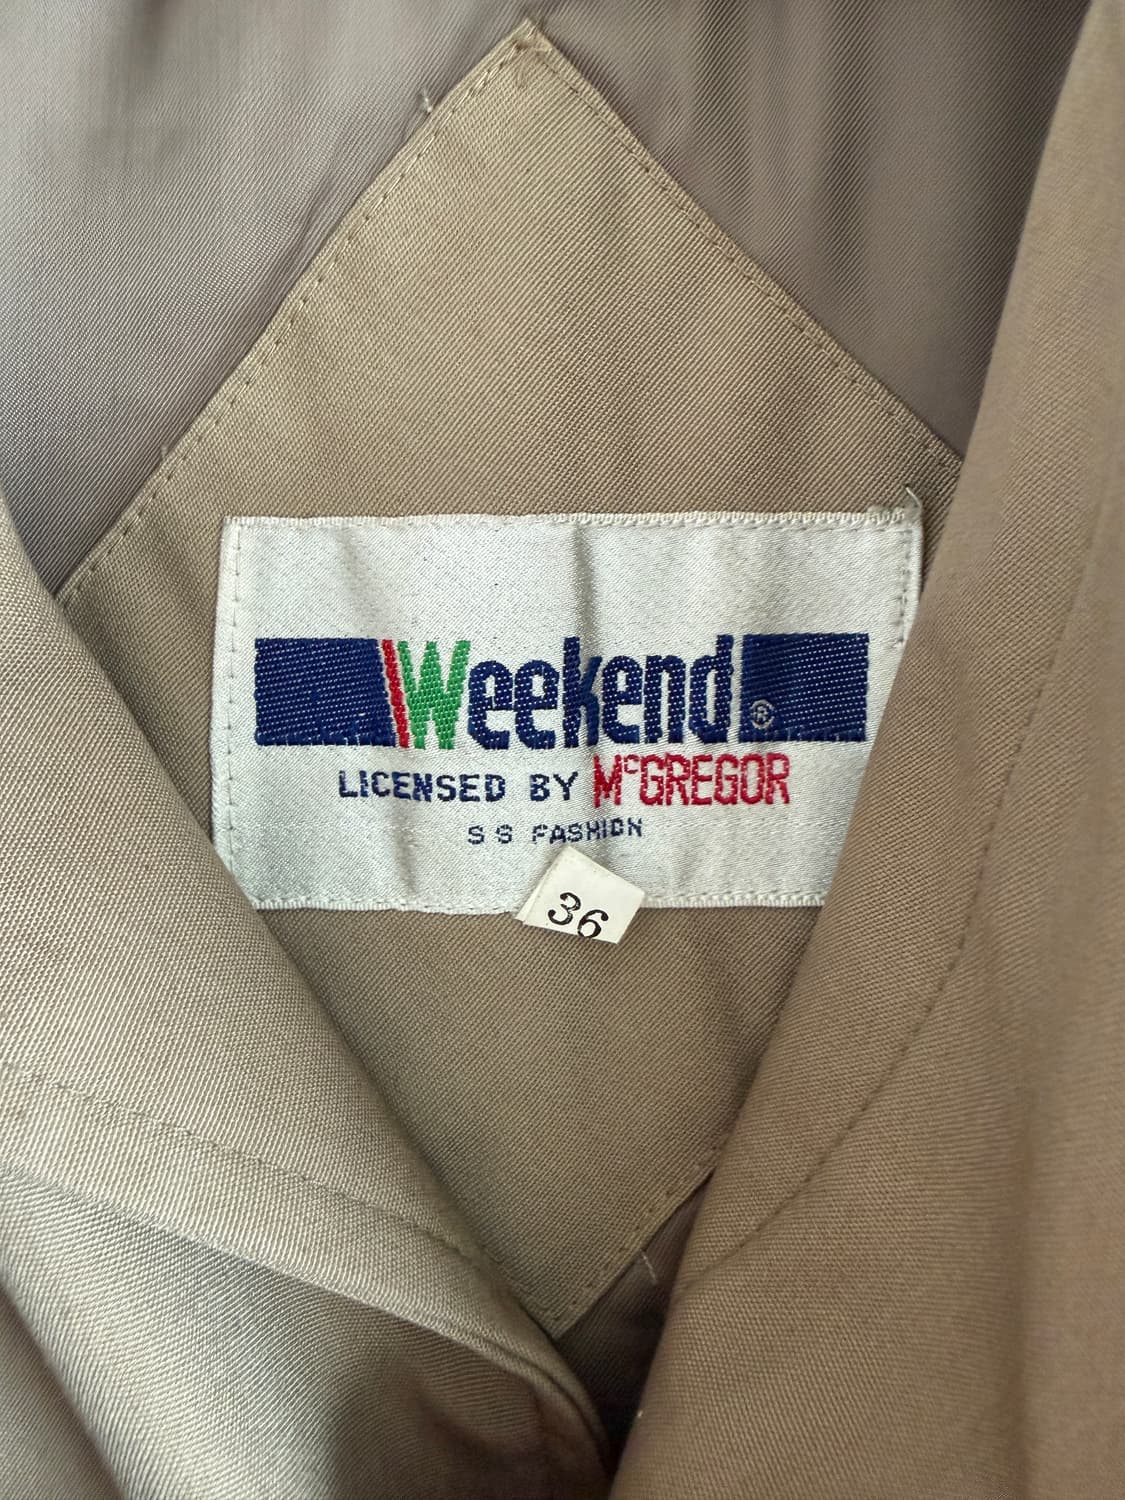 Weekend®
LICENSED BY McGREGOR
S S FASHION
36